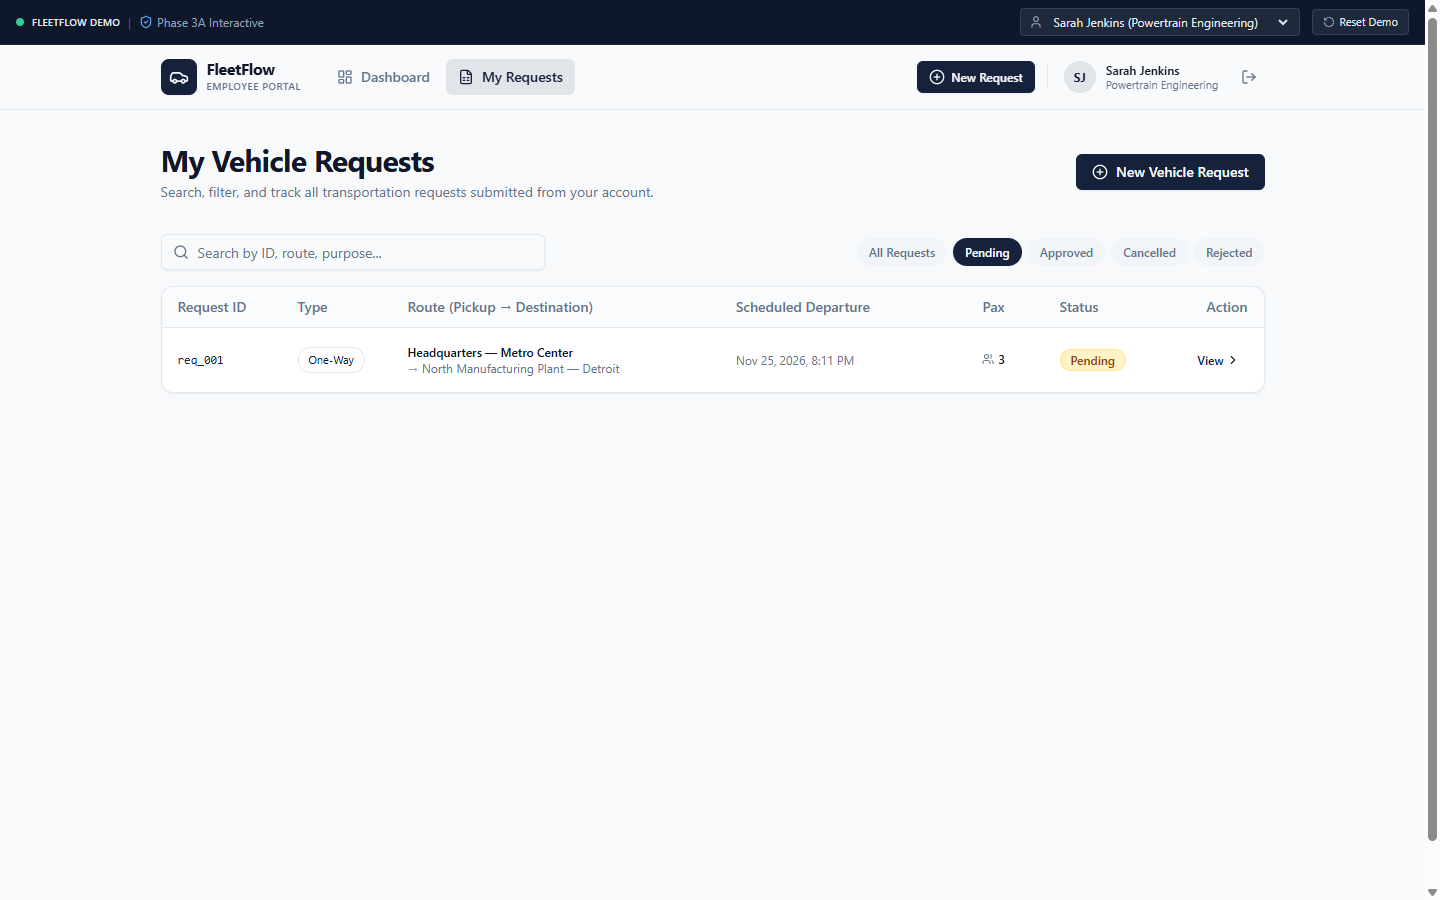 FLEETFLOW DEMO | Phase 3A Interactive
Sarah Jenkins (Powertrain Engineering)
Reset Demo
FleetFlow
EMPLOYEE PORTAL
Dashboard
My Requests
New Request
SJ
Sarah Jenkins
Powertrain Engineering
My Vehicle Requests
Search, filter, and track all transportation requests submitted from your account.
New Vehicle Request
Search by ID, route, purpose...
All Requests
Pending
Approved
Cancelled
Rejected
Request ID Type Route (Pickup → Destination) Scheduled Departure Pax Status Action
req_001 One-Way Headquarters — Metro Center
→ North Manufacturing Plant — Detroit
Nov 25, 2026, 8:11 PM 3 Pending View